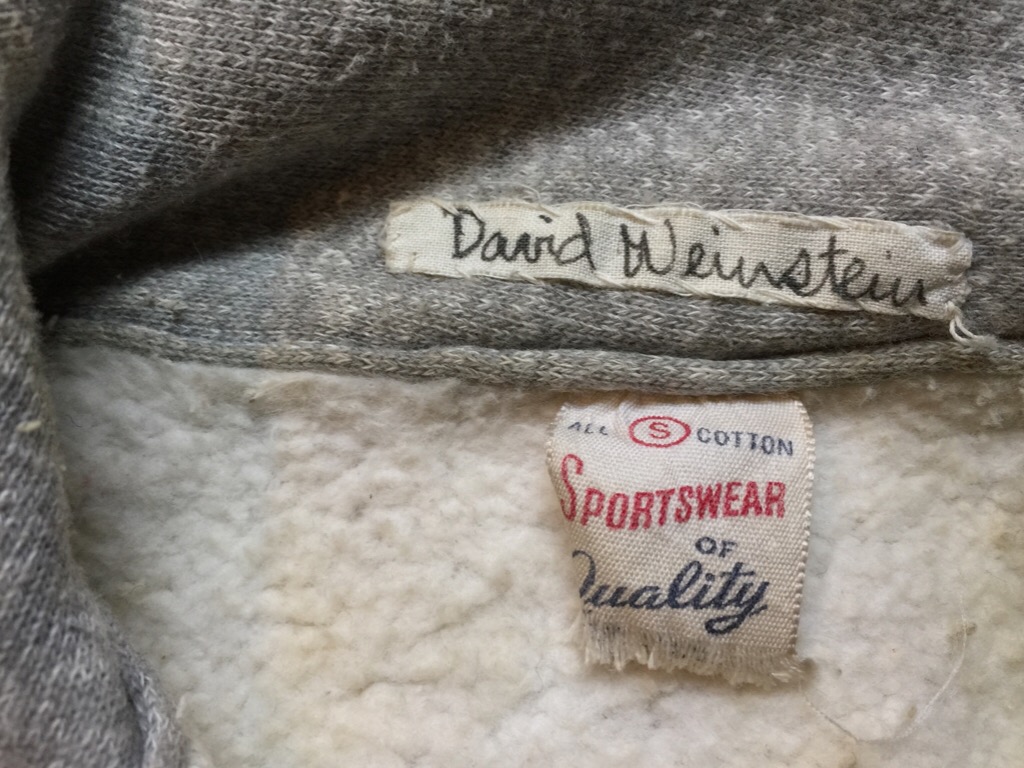 David Weinstein
ALL S COTTON
SPORTSWEAR
OF
Quality